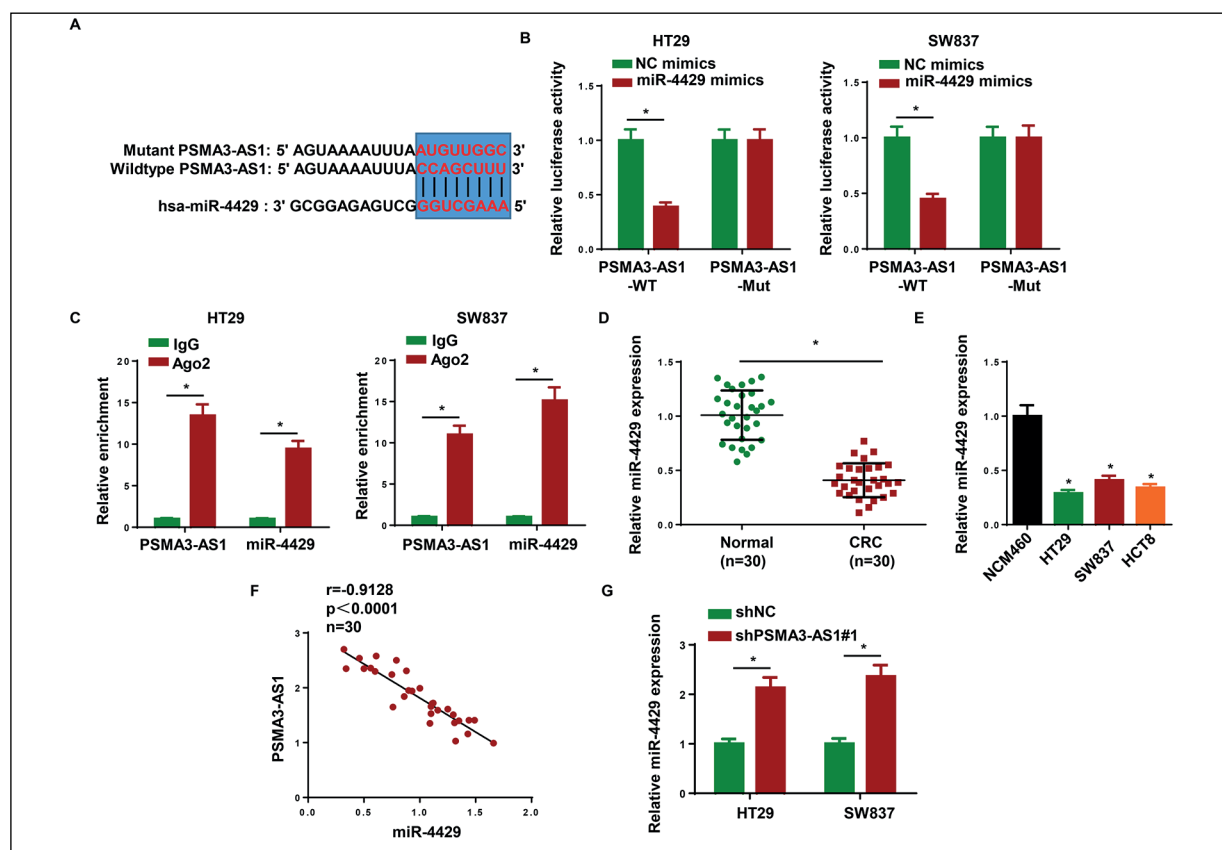 A
Mutant PSMA3-AS1: 5' AGUAAAAUUUAAUGUUGGC 3'
Wildtype PSMA3-AS1: 5' AGUAAAAUUUACCAGCUUU 3'
hsa-miR-4429 : 3' GCGGAGAGUCGGGUCGAAA 5'
B
HT29
NC mimics
miR-4429 mimics
Relative luciferase activity
1.5
1.0
0.5
0.0
*
PSMA3-AS1
-WT
PSMA3-AS1
-Mut
SW837
NC mimics
miR-4429 mimics
Relative luciferase activity
1.5
1.0
0.5
0.0
*
PSMA3-AS1
-WT
PSMA3-AS1
-Mut
C
HT29
IgG
Ago2
Relative enrichment
20
15
10
5
0
*
*
PSMA3-AS1
miR-4429
SW837
IgG
Ago2
Relative enrichment
20
15
10
5
0
*
*
PSMA3-AS1
miR-4429
D
*
Relative miR-4429 expression
1.5
1.0
0.5
0.0
Normal
(n=30)
CRC
(n=30)
E
Relative miR-4429 expression
1.5
1.0
0.5
0.0
*
*
*
NCM460
HT29
SW837
HCT8
F
r=-0.9128
p<0.0001
n=30
PSMA3-AS1
3
2
1
0
0.0 0.5 1.0 1.5 2.0
miR-4429
G
shNC
shPSMA3-AS1#1
Relative miR-4429 expression
3
2
1
0
*
*
HT29
SW837